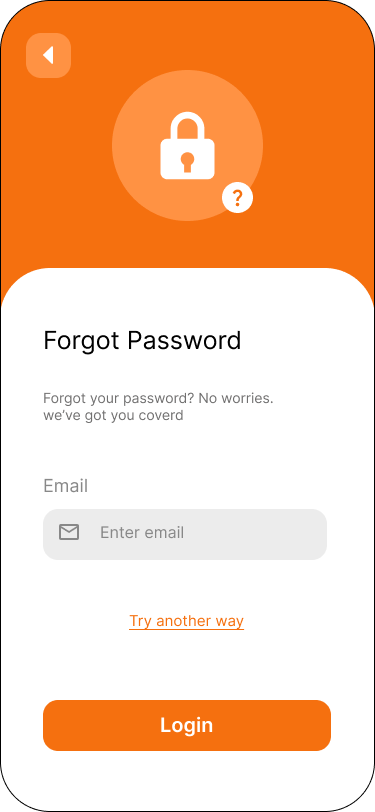 ?
Forgot Password
Forgot your password? No worries.
we’ve got you coverd
Email
Enter email
Try another way
Login